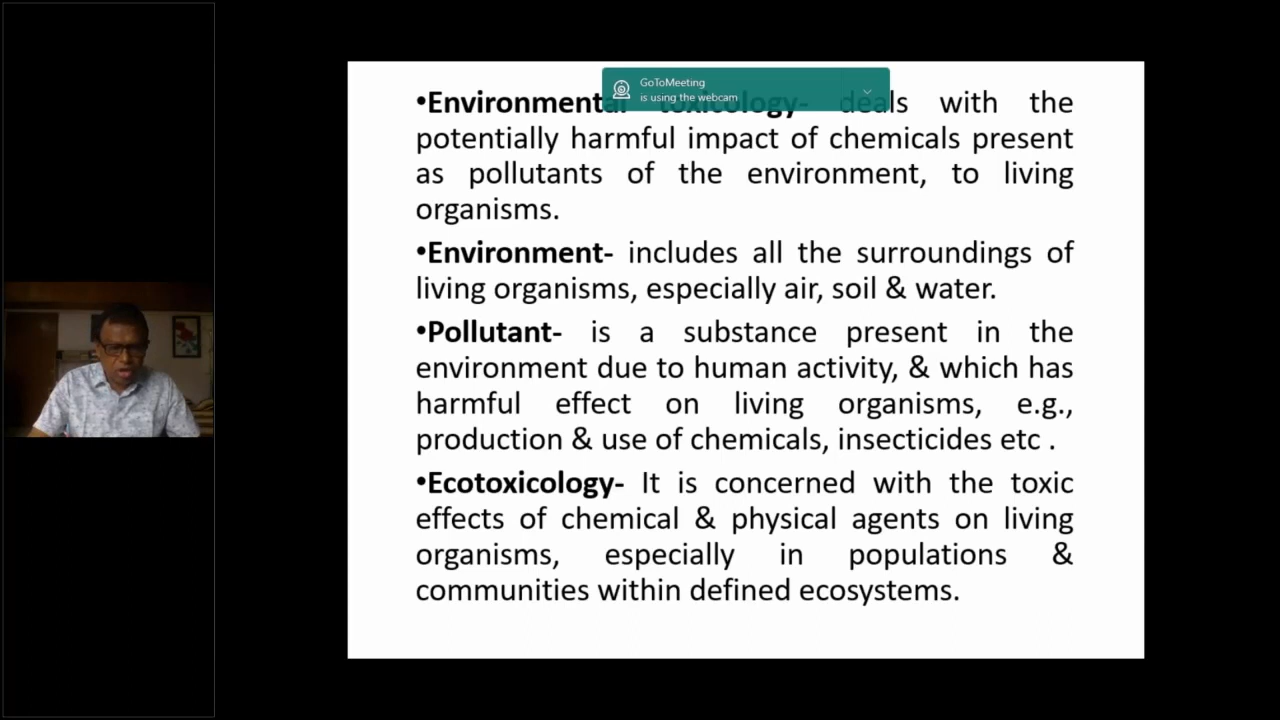 GoToMeeting
is using the webcam
•Environmental toxicology- deals with the
potentially harmful impact of chemicals present
as pollutants of the environment, to living
organisms.
•Environment- includes all the surroundings of
living organisms, especially air, soil & water.
•Pollutant- is a substance present in the
environment due to human activity, & which has
harmful effect on living organisms, e.g.,
production & use of chemicals, insecticides etc .
•Ecotoxicology- It is concerned with the toxic
effects of chemical & physical agents on living
organisms, especially in populations &
communities within defined ecosystems.